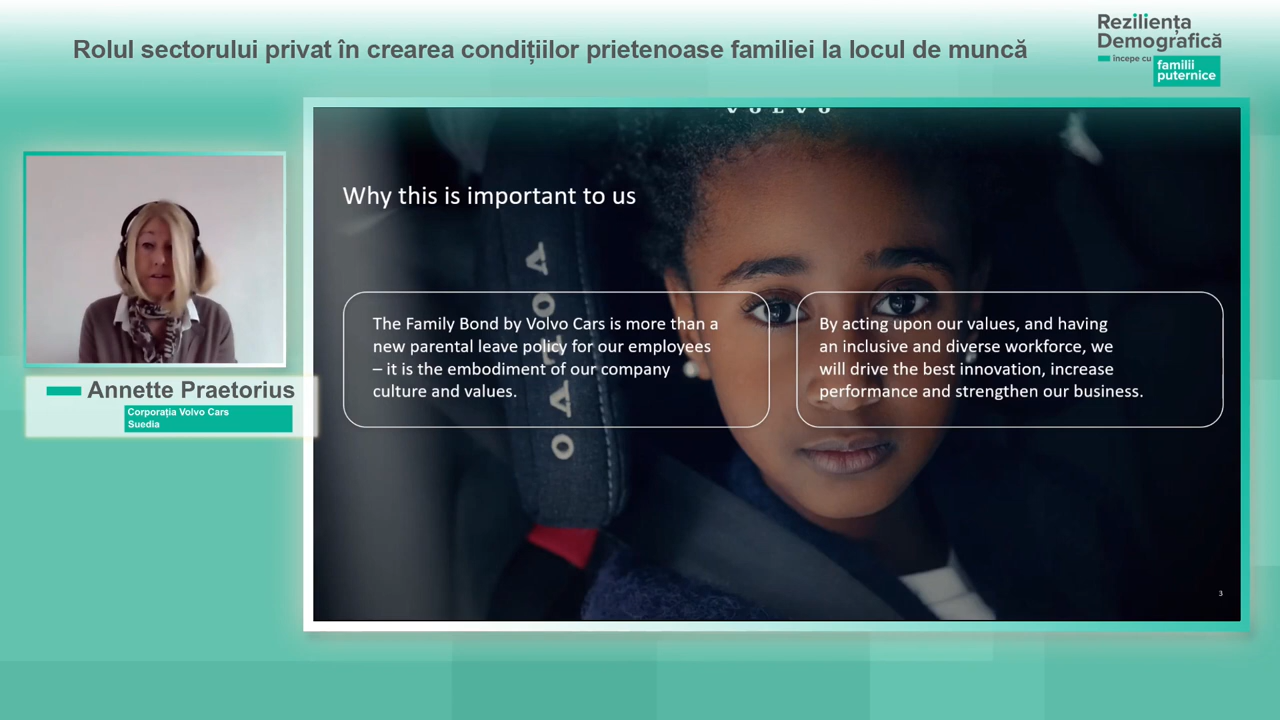 Rolul sectorului privat în crearea condițiilor prietenoase familiei la locul de muncă
Reziliența
Demografică
începe cu
familii
puternice
VOLVO
Why this is important to us
VOLVO
The Family Bond by Volvo Cars is more than a
new parental leave policy for our employees
– it is the embodiment of our company
culture and values.
By acting upon our values, and having
an inclusive and diverse workforce, we
will drive the best innovation, increase
performance and strengthen our business.
3
Annette Praetorius
Corporația Volvo Cars
Suedia